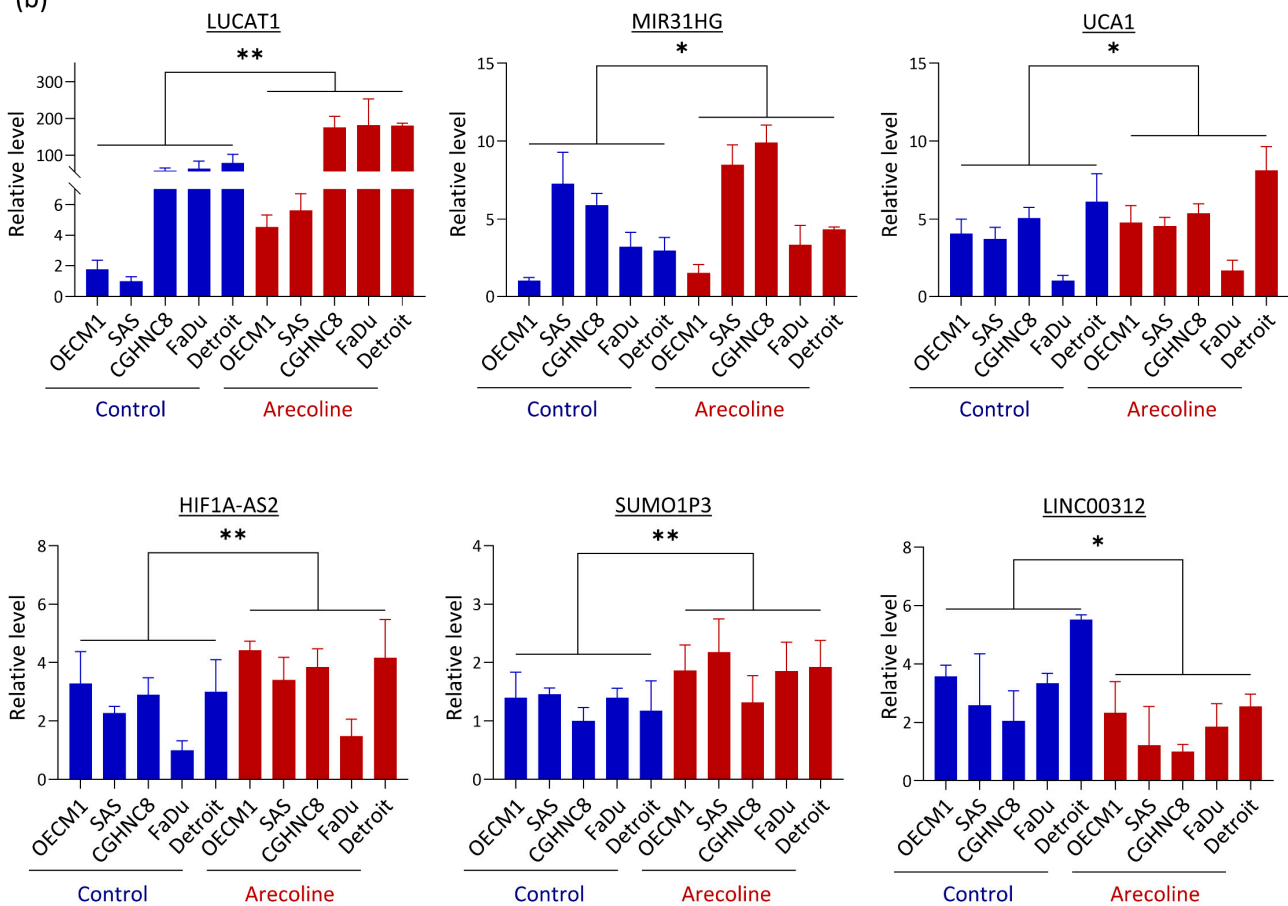 (b)
LUCAT1
**
Relative level
300
200
100
6
4
2
0
OECM1
SAS
CGHNC8
FaDu
Detroit
OECM1
SAS
CGHNC8
FaDu
Detroit
Control
Arecoline
MIR31HG
*
Relative level
15
10
5
0
OECM1
SAS
CGHNC8
FaDu
Detroit
OECM1
SAS
CGHNC8
FaDu
Detroit
Control
Arecoline
UCA1
*
Relative level
15
10
5
0
OECM1
SAS
CGHNC8
FaDu
Detroit
OECM1
SAS
CGHNC8
FaDu
Detroit
Control
Arecoline
HIF1A-AS2
**
Relative level
8
6
4
2
0
OECM1
SAS
CGHNC8
FaDu
Detroit
OECM1
SAS
CGHNC8
FaDu
Detroit
Control
Arecoline
SUMO1P3
**
Relative level
4
3
2
1
0
OECM1
SAS
CGHNC8
FaDu
Detroit
OECM1
SAS
CGHNC8
FaDu
Detroit
Control
Arecoline
LINC00312
*
Relative level
8
6
4
2
0
OECM1
SAS
CGHNC8
FaDu
Detroit
OECM1
SAS
CGHNC8
FaDu
Detroit
Control
Arecoline